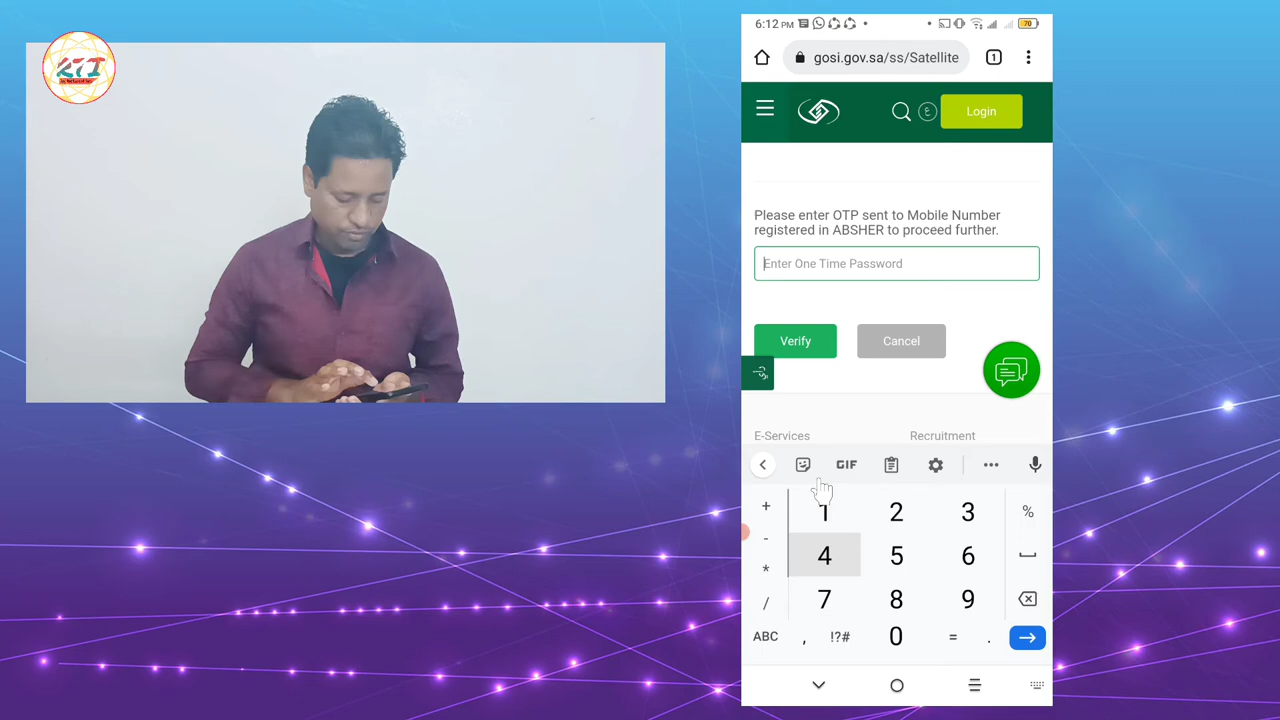 KTI
6:12 PM
70
gosi.gov.sa/ss/Satellite
1
ع
Login
Please enter OTP sent to Mobile Number
registered in ABSHER to proceed further.
Enter One Time Password
Verify
Cancel
E-Services
Recruitment
GIF
+ 1 2 3 %
- 4 5 6
*
/ 7 8 9
ABC , !?# 0 = .